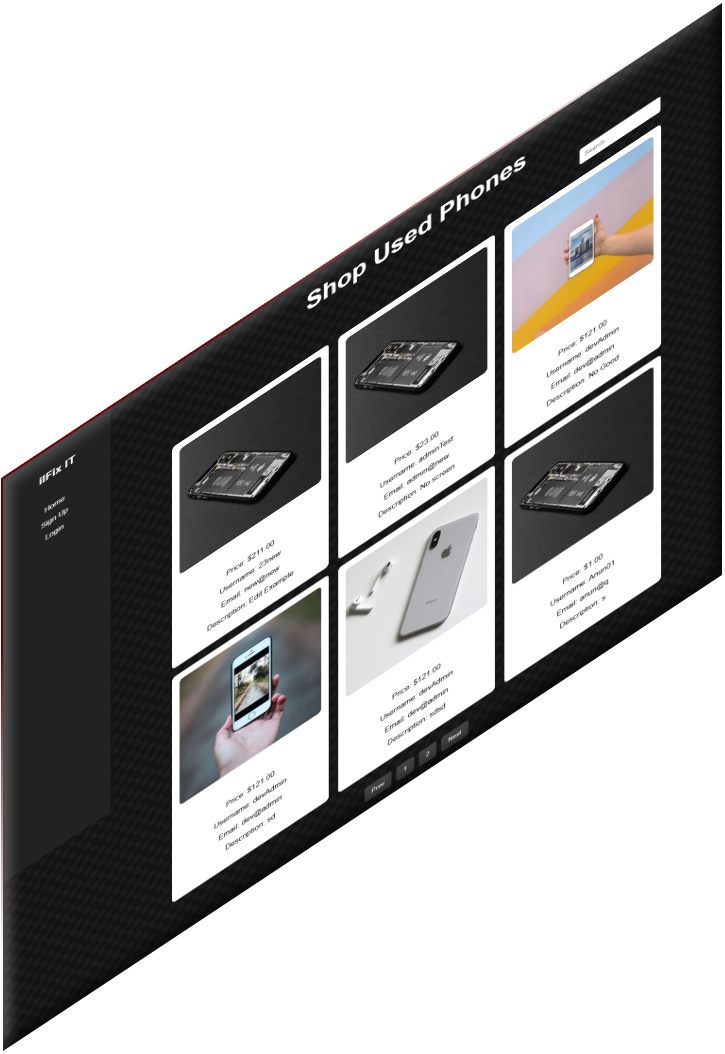 iiFix IT
Home
Sign Up
Login
Shop Used Phones
Search...
Price: $211.00
Username: 23new
Email: new@new
Description: Edit Example
Price: $23.00
Username: adminTest
Email: admin@new
Description: No screen
Price: $121.00
Username: devAdmin
Email: dev@admin
Description: No Good
Price: $121.00
Username: devAdmin
Email: dev@admin
Description: sd
iPhone
Price: $121.00
Username: devAdmin
Email: dev@admin
Description: sdsd
Price: $1.00
Username: Anun01
Email: anun@g
Description: s
Prev
1
2
Next